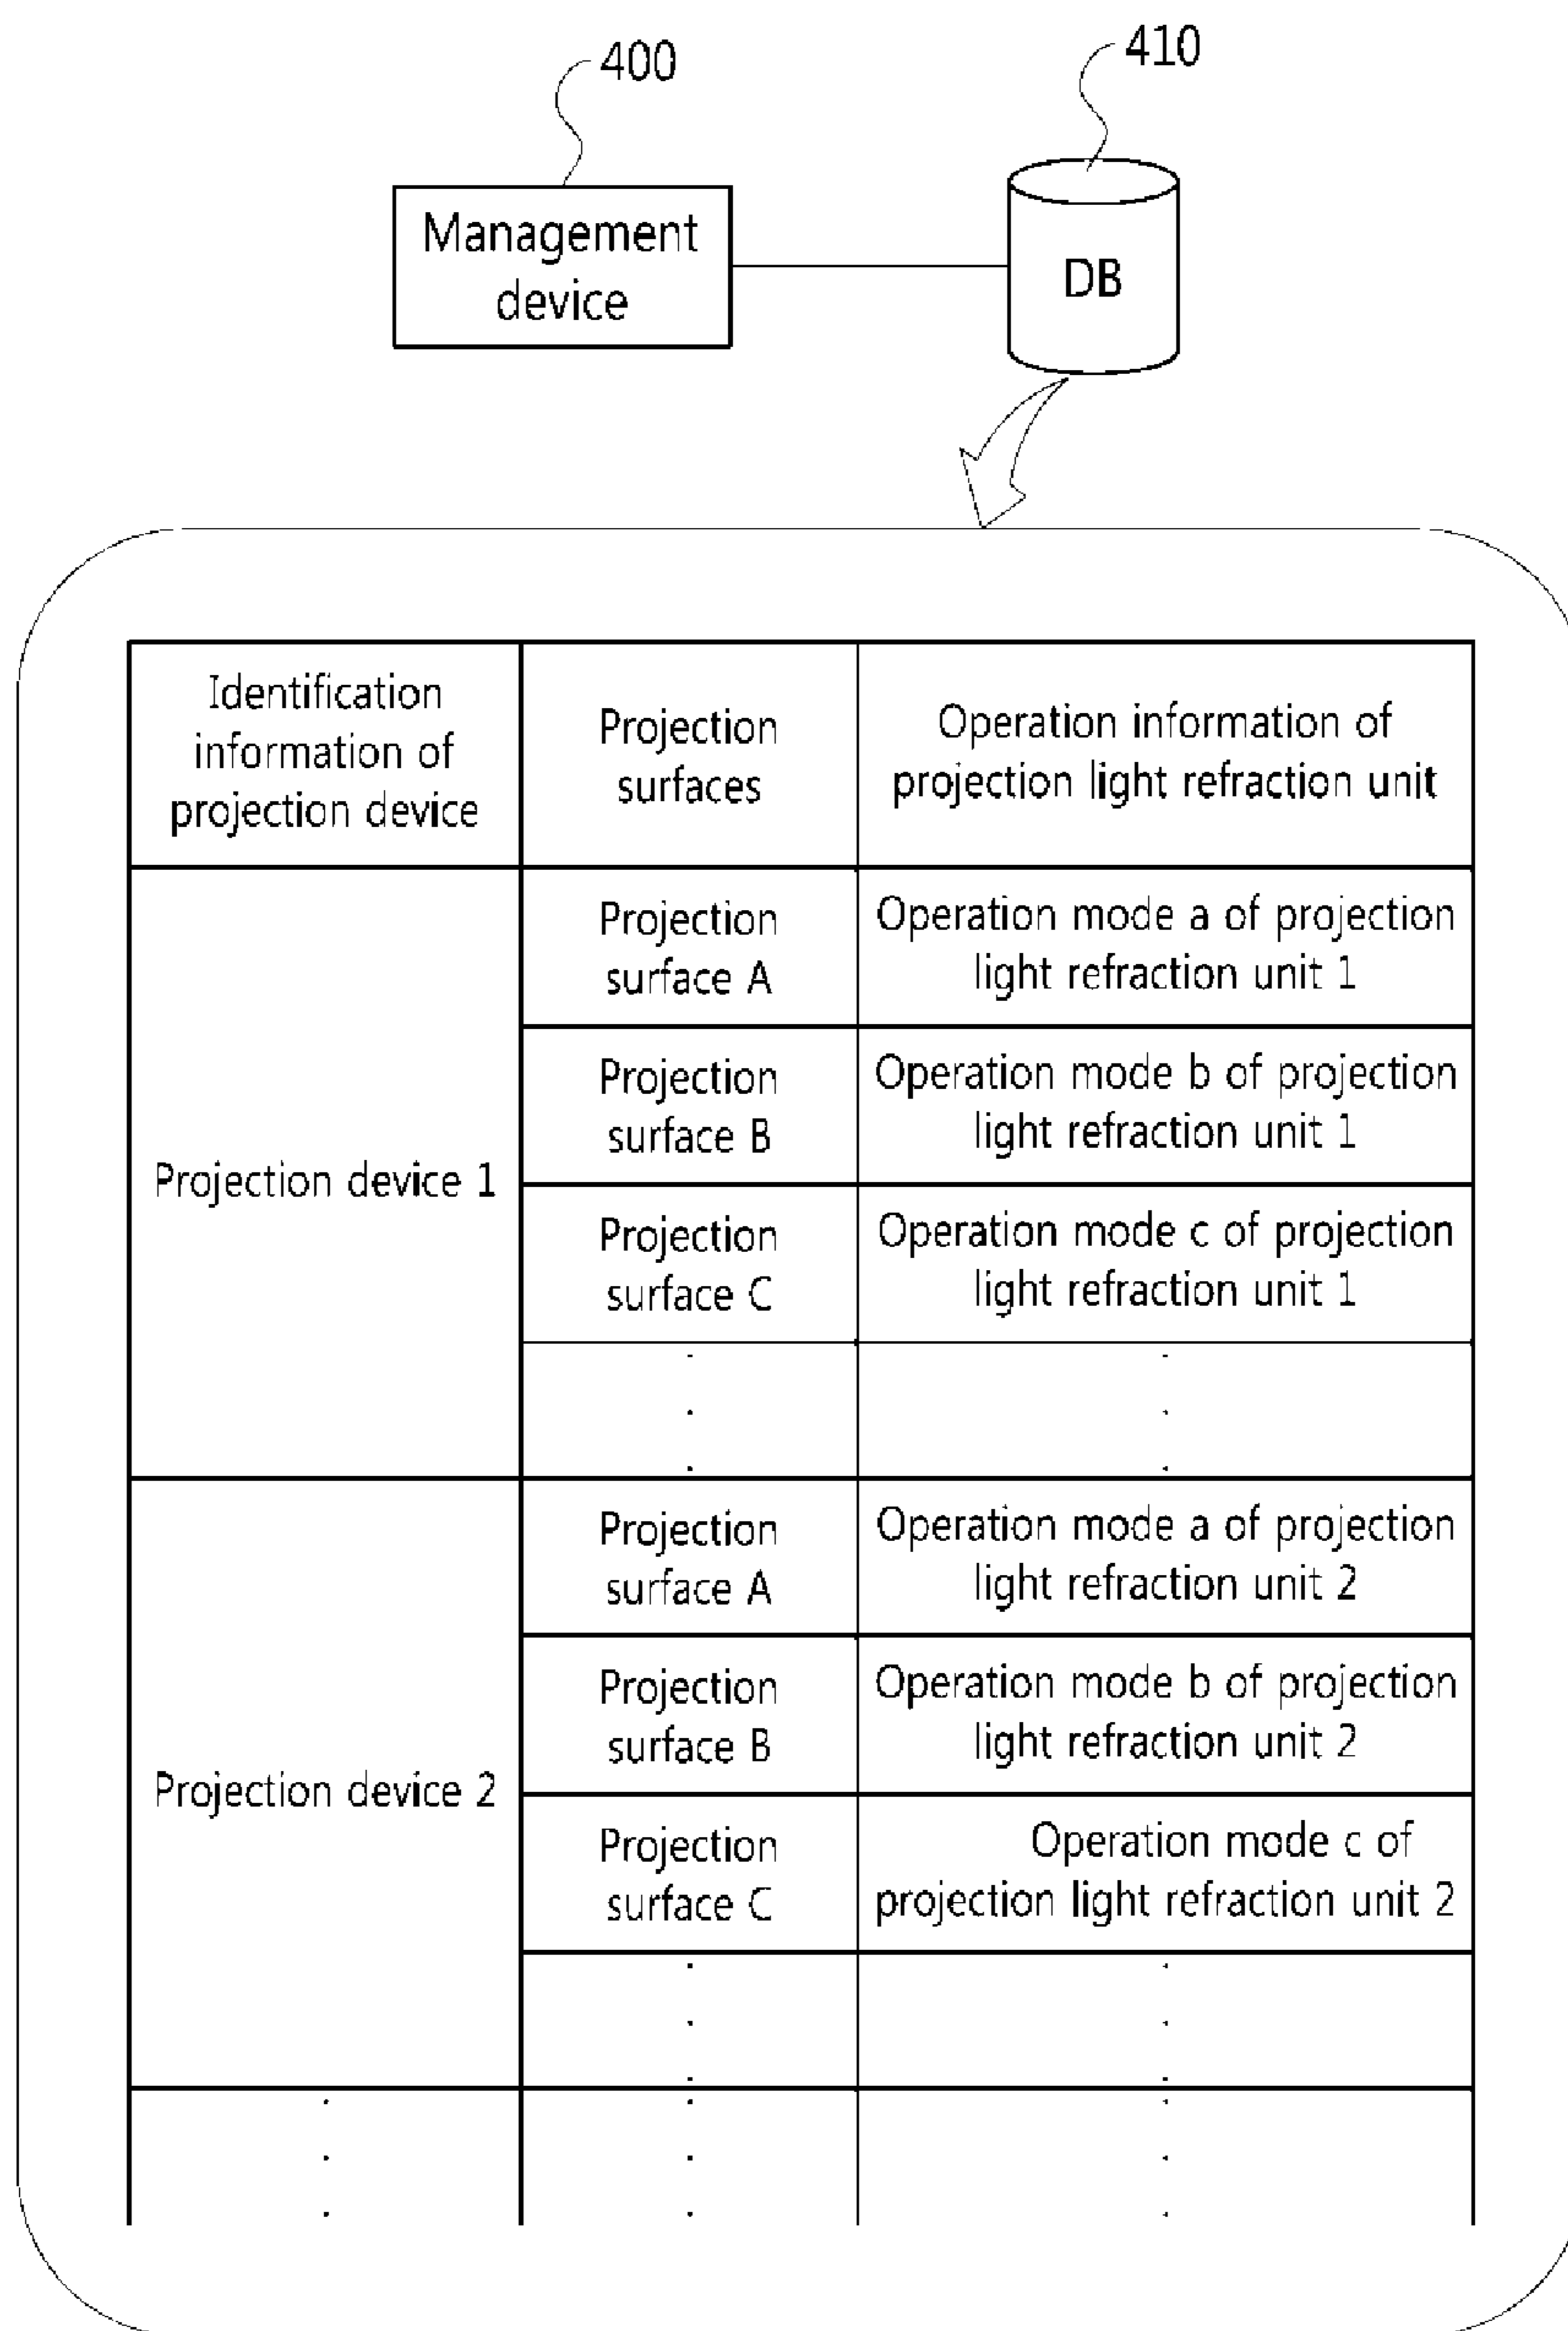 400
410
Management
device
DB
Identification
information of
projection device
Projection
surfaces
Operation information of
projection light refraction unit
Projection device 1
Projection
surface A
Operation mode a of projection
light refraction unit 1
Projection
surface B
Operation mode b of projection
light refraction unit 1
Projection
surface C
Operation mode c of projection
light refraction unit 1
Projection device 2
Projection
surface A
Operation mode a of projection
light refraction unit 2
Projection
surface B
Operation mode b of projection
light refraction unit 2
Projection
surface C
Operation mode c of
projection light refraction unit 2